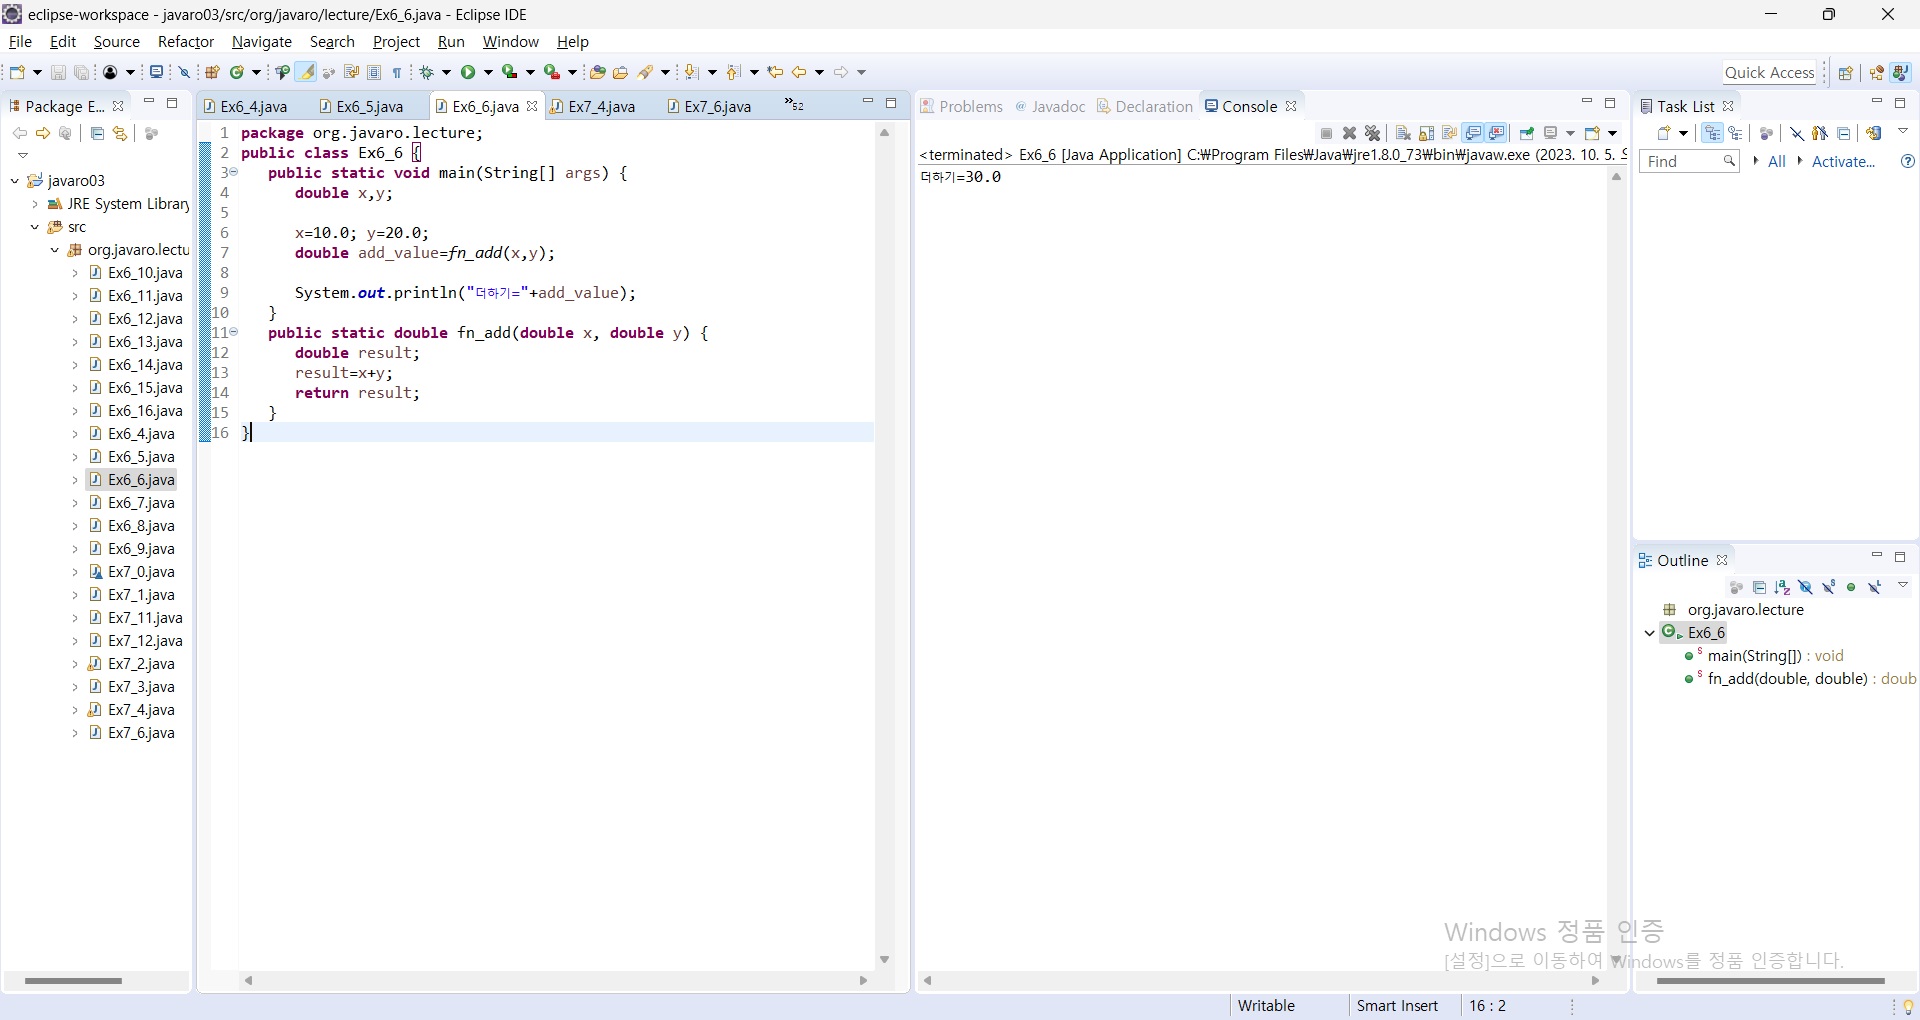 eclipse-workspace - javaro03/src/org/javaro/lecture/Ex6_6.java - Eclipse IDE
File Edit Source Refactor Navigate Search Project Run Window Help
Quick Access
Package E...
Ex6_4.java Ex6_5.java Ex6_6.java Ex7_4.java Ex7_6.java »52
Problems @ Javadoc Declaration Console
Task List
javaro03
JRE System Library
src
org.javaro.lectu
Ex6_10.java
Ex6_11.java
Ex6_12.java
Ex6_13.java
Ex6_14.java
Ex6_15.java
Ex6_16.java
Ex6_4.java
Ex6_5.java
Ex6_6.java
Ex6_7.java
Ex6_8.java
Ex6_9.java
Ex7_0.java
Ex7_1.java
Ex7_11.java
Ex7_12.java
Ex7_2.java
Ex7_3.java
Ex7_4.java
Ex7_6.java
1 package org.javaro.lecture;
2 public class Ex6_6 {
3 public static void main(String[] args) {
4 double x,y;
5
6 x=10.0; y=20.0;
7 double add_value=fn_add(x,y);
8
9 System.out.println("더하기="+add_value);
10 }
11 public static double fn_add(double x, double y) {
12 double result;
13 result=x+y;
14 return result;
15 }
16 }
<terminated> Ex6_6 [Java Application] C:₩Program Files₩Java₩jre1.8.0_73₩bin₩javaw.exe (2023. 10. 5.
더하기=30.0
Find All Activate...
Outline
org.javaro.lecture
Ex6_6
main(String[]) : void
fn_add(double, double) : doub
Windows 정품 인증
[설정]으로 이동하여 Windows를 정품 인증합니다.
Writable Smart Insert 16 : 2